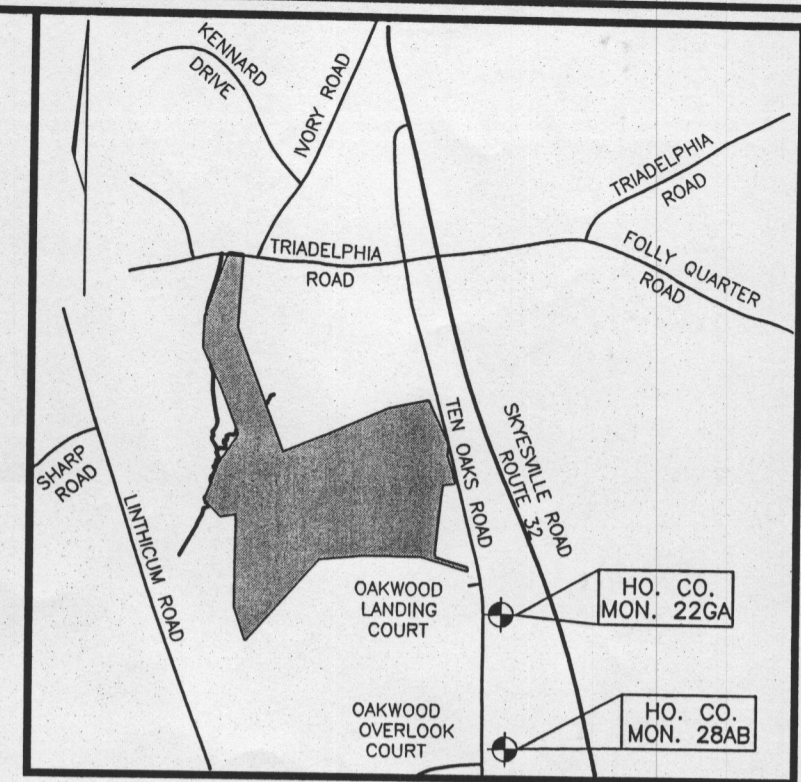 KENNARD
DRIVE
IVORY ROAD
TRIADELPHIA
ROAD
TRIADELPHIA
ROAD
FOLLY QUARTER
ROAD
SHARP
ROAD
LINTHICUM ROAD
TEN OAKS ROAD
SKYESVILLE ROAD
ROUTE 32
OAKWOOD
LANDING
COURT
HO. CO.
MON. 22GA
OAKWOOD
OVERLOOK
COURT
HO. CO.
MON. 28AB